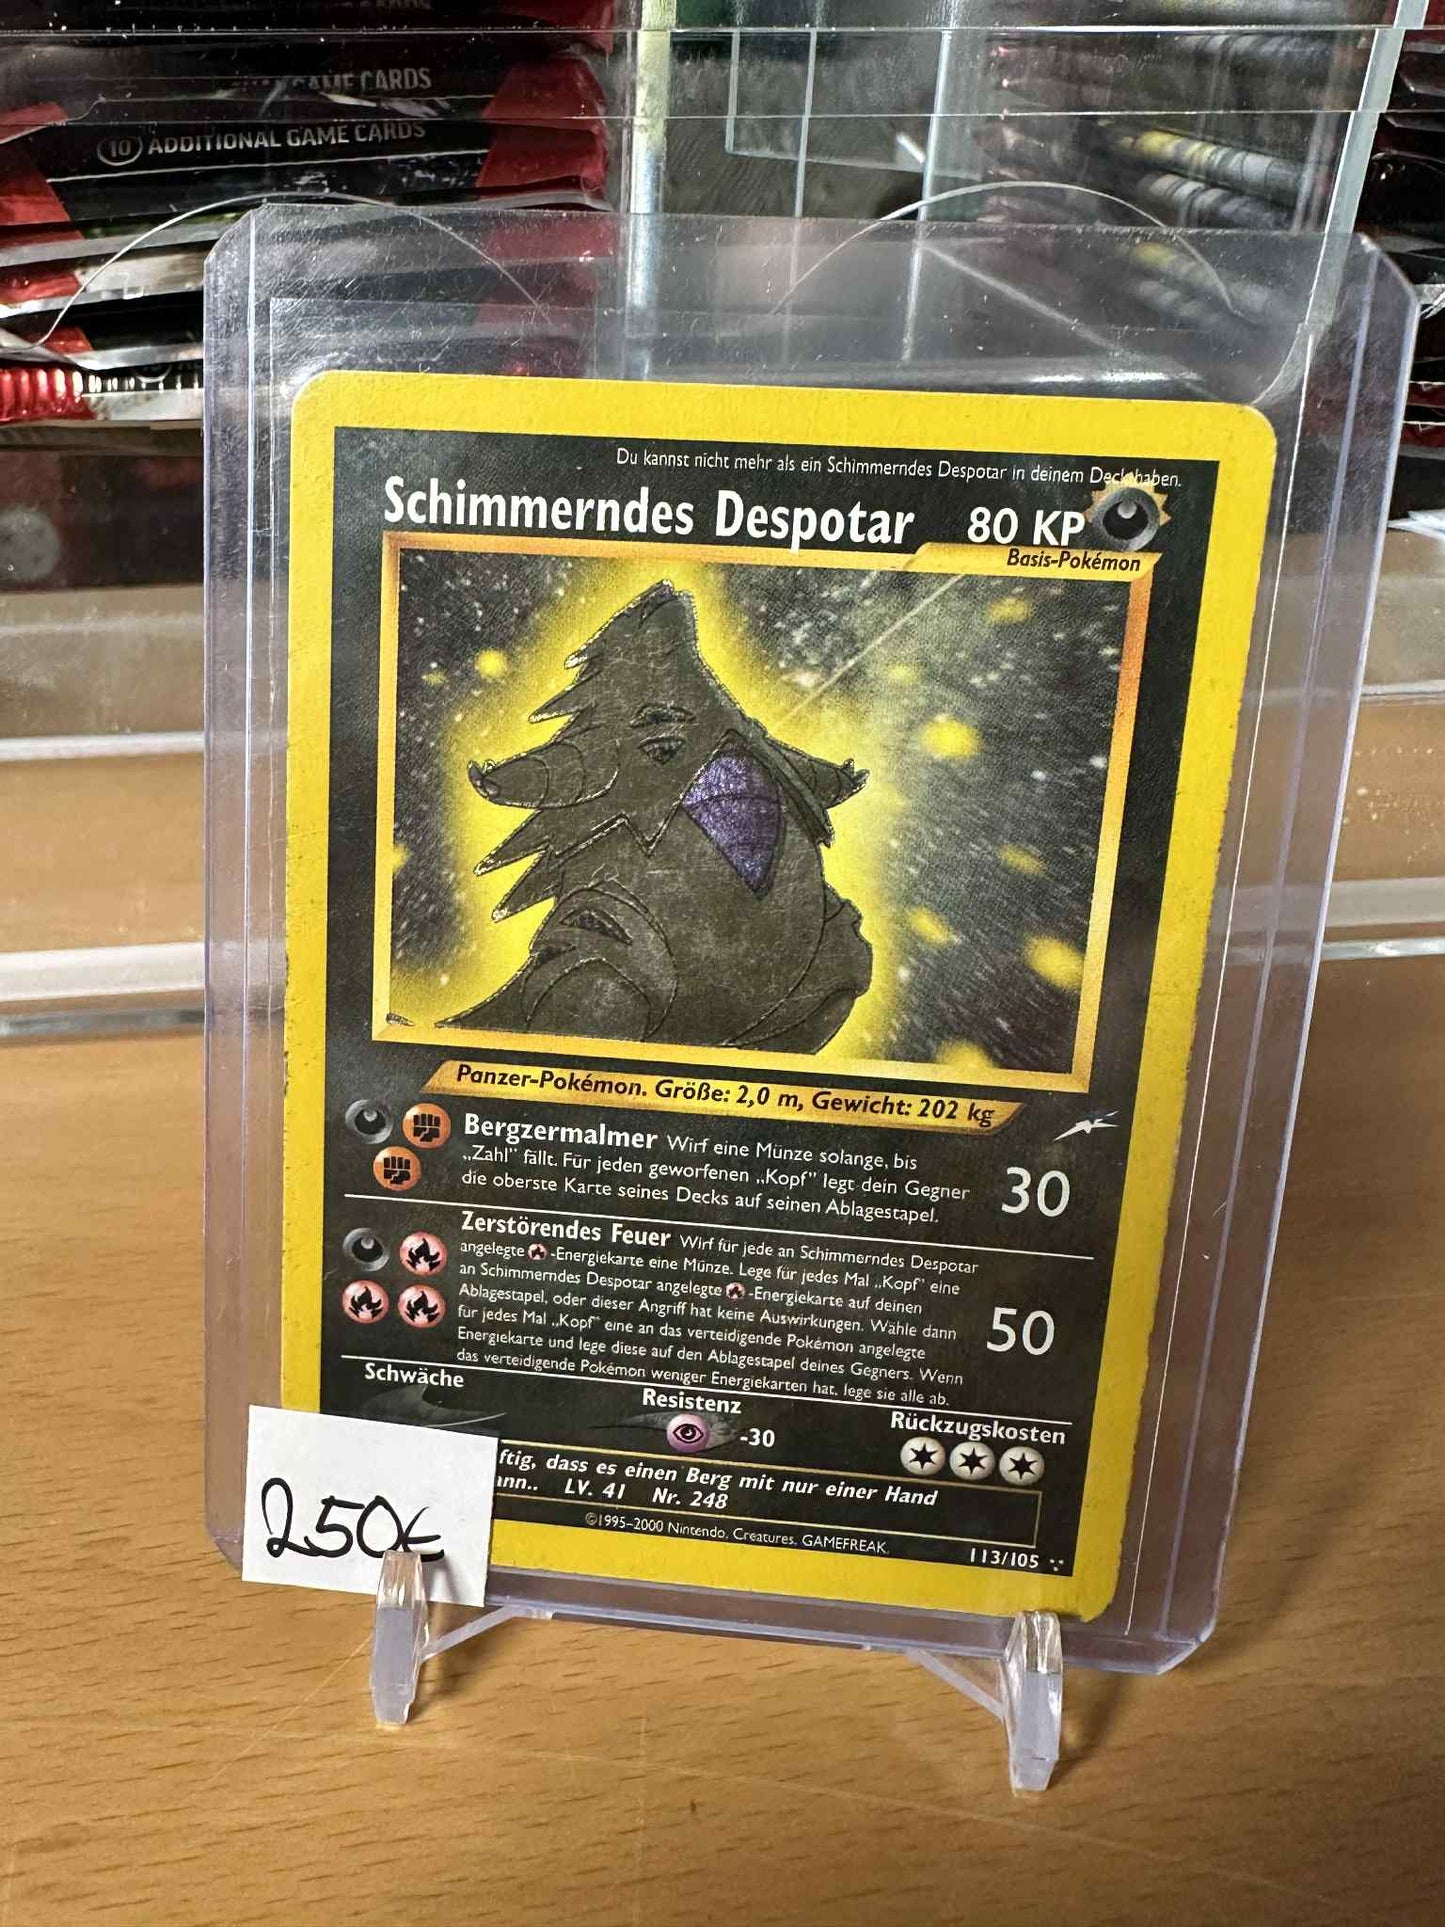 GAME CARDS
10 ADDITIONAL GAME CARDS
Du kannst nicht mehr als ein Schimmerndes Despotar in deinem Deck haben.
Schimmerndes Despotar 80 KP
Basis-Pokémon
Panzer-Pokémon. Größe: 2,0 m, Gewicht: 202 kg
Bergzermalmer Wirf eine Münze solange, bis
„Zahl" fällt. Für jeden geworfenen „Kopf" legt dein Gegner
die oberste Karte seines Decks auf seinen Ablagestapel.
30
Zerstörendes Feuer Wirf für jede an Schimmerndes Despotar
angelegte -Energiekarte eine Münze. Lege für jedes Mal „Kopf" eine
an Schimmerndes Despotar angelegte -Energiekarte auf deinen
Ablagestapel, oder dieser Angriff hat keine Auswirkungen. Wähle dann
für jedes Mal „Kopf" eine an das verteidigende Pokémon angelegte
Energiekarte und lege diese auf den Ablagestapel deines Gegners. Wenn
das verteidigende Pokémon weniger Energiekarten hat, lege sie alle ab.
50
Schwäche
Resistenz
-30
Rückzugskosten
ftig, dass es einen Berg mit nur einer Hand
ann.. LV. 41 Nr. 248
©1995–2000 Nintendo, Creatures, GAMEFREAK.
113/105
250€